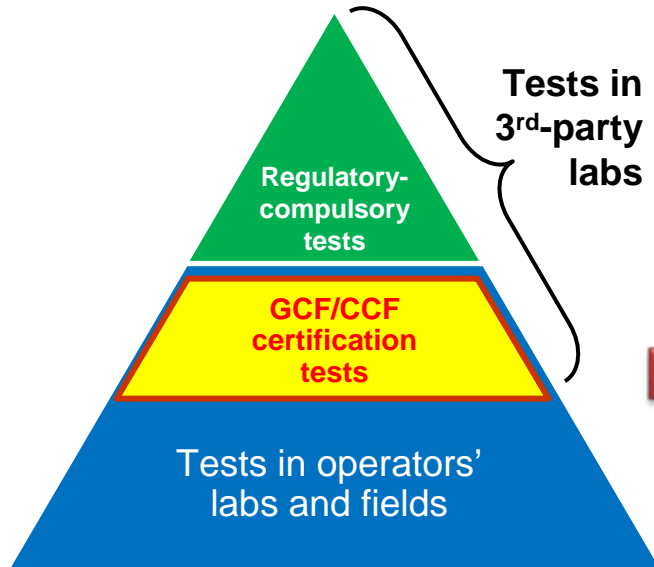 Tests in
3rd-party
labs
Regulatory-
compulsory
tests
GCF/CCF
certification
tests
Tests in operators’
labs and fields